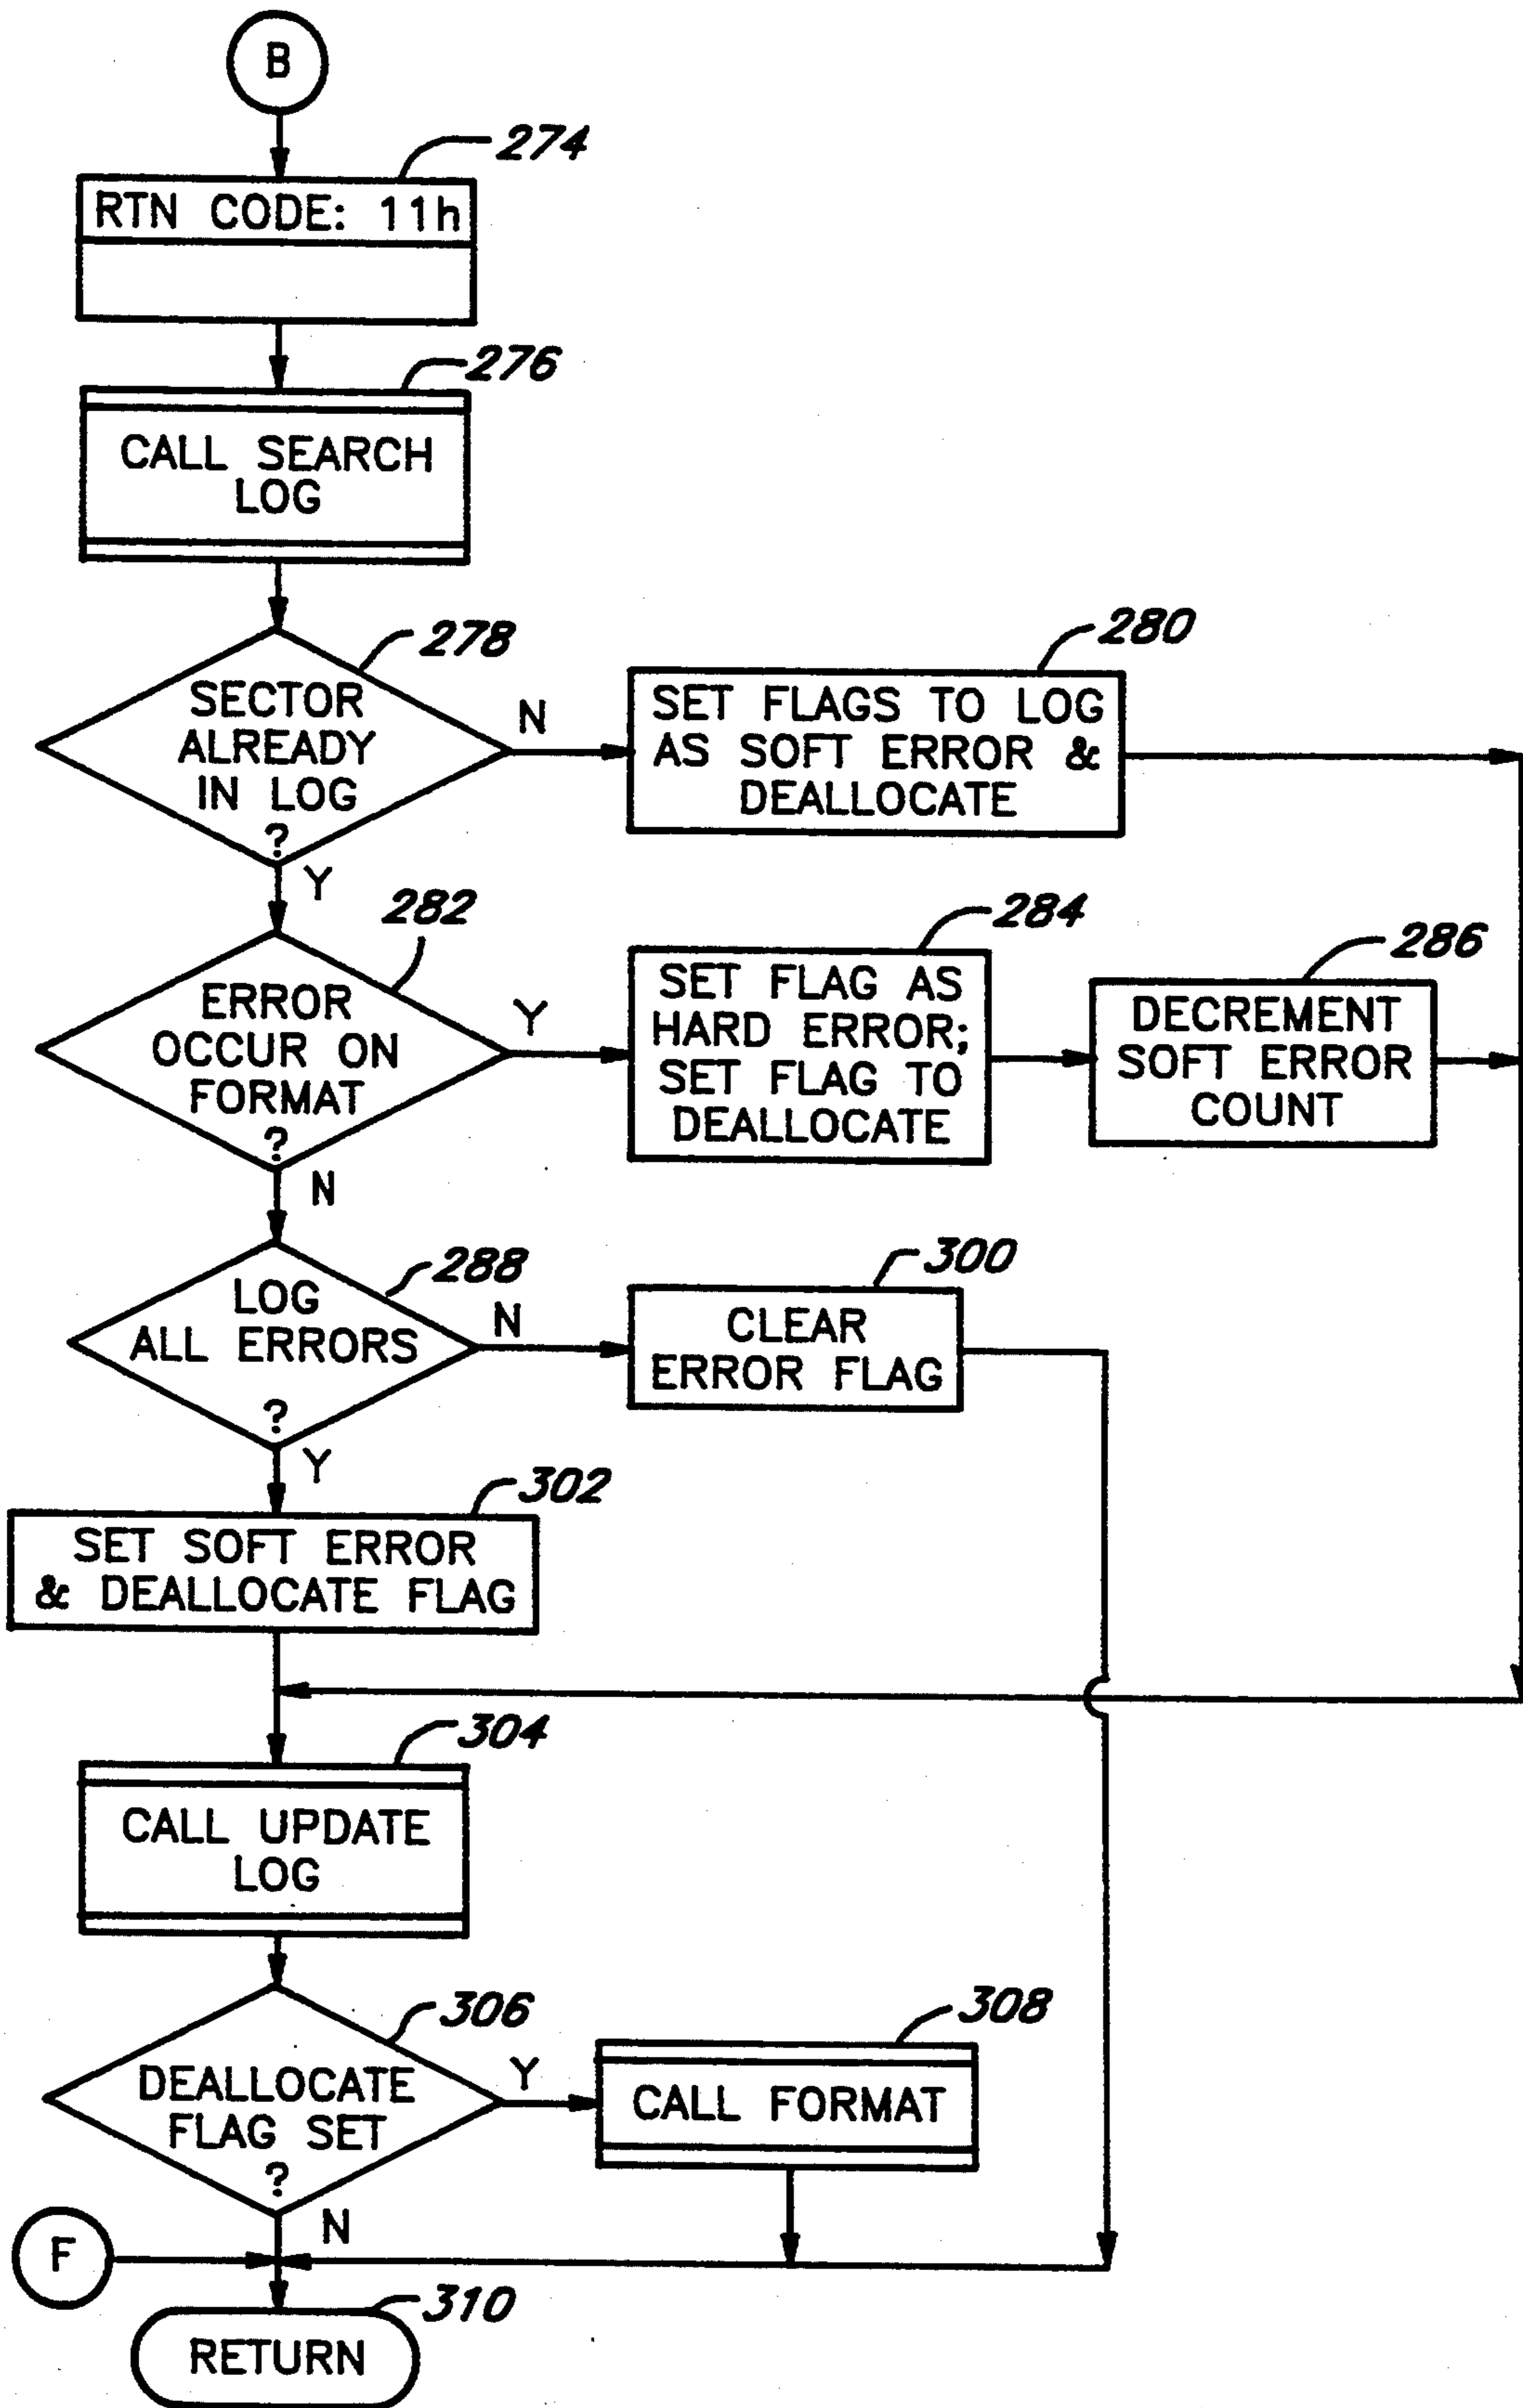 B
274
RTN CODE: 11h
276
CALL SEARCH
LOG
278
SECTOR
ALREADY
IN LOG
?
N
Y
280
SET FLAGS TO LOG
AS SOFT ERROR &
DEALLOCATE
282
ERROR
OCCUR ON
FORMAT
?
Y
N
284
SET FLAG AS
HARD ERROR;
SET FLAG TO
DEALLOCATE
286
DECREMENT
SOFT ERROR
COUNT
288
LOG
ALL ERRORS
?
N
Y
300
CLEAR
ERROR FLAG
302
SET SOFT ERROR
& DEALLOCATE FLAG
304
CALL UPDATE
LOG
306
DEALLOCATE
FLAG SET
?
Y
N
308
CALL FORMAT
F
310
RETURN